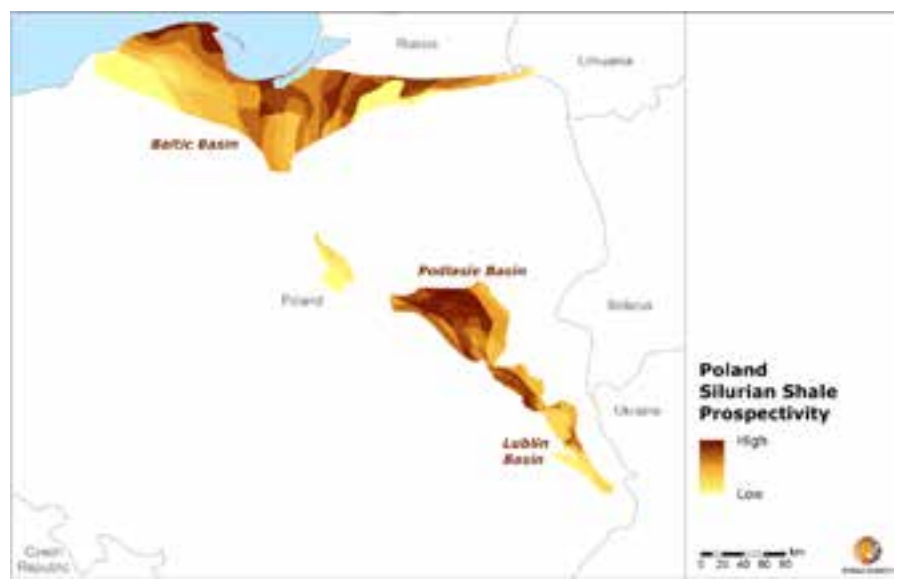 Russia
Lithuania
Baltic Basin
Podlasie Basin
Poland
Belarus
Poland
Silurian Shale
Prospectivity
High
Low
Ukraine
Lublin
Basin
Czech
Republic
km
0 20 40 60 80